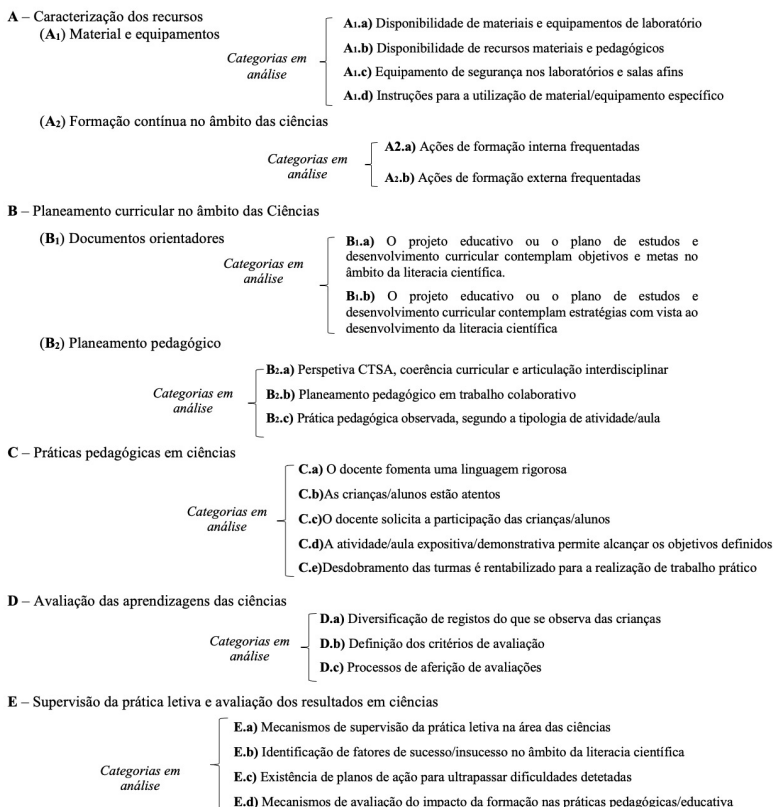 A – Caracterização dos recursos
(A1) Material e equipamentos
Categorias em
análise
A1.a) Disponibilidade de materiais e equipamentos de laboratório
A1.b) Disponibilidade de recursos materiais e pedagógicos
A1.c) Equipamento de segurança nos laboratórios e salas afins
A1.d) Instruções para a utilização de material/equipamento específico
(A2) Formação contínua no âmbito das ciências
Categorias em
análise
A2.a) Ações de formação interna frequentadas
A2.b) Ações de formação externa frequentadas
B – Planeamento curricular no âmbito das Ciências
(B1) Documentos orientadores
Categorias em
análise
B1.a) O projeto educativo ou o plano de estudos e
desenvolvimento curricular contemplam objetivos e metas no
âmbito da literacia científica.
B1.b) O projeto educativo ou o plano de estudos e
desenvolvimento curricular contemplam estratégias com vista ao
desenvolvimento da literacia científica
(B2) Planeamento pedagógico
Categorias em
análise
B2.a) Perspetiva CTSA, coerência curricular e articulação interdisciplinar
B2.b) Planeamento pedagógico em trabalho colaborativo
B2.c) Prática pedagógica observada, segundo a tipologia de atividade/aula
C – Práticas pedagógicas em ciências
Categorias em
análise
C.a) O docente fomenta uma linguagem rigorosa
C.b)As crianças/alunos estão atentos
C.c)O docente solicita a participação das crianças/alunos
C.d)A atividade/aula expositiva/demonstrativa permite alcançar os objetivos definidos
C.e)Desdobramento das turmas é rentabilizado para a realização de trabalho prático
D – Avaliação das aprendizagens das ciências
Categorias em
análise
D.a) Diversificação de registos do que se observa das crianças
D.b) Definição dos critérios de avaliação
D.c) Processos de aferição de avaliações
E – Supervisão da prática letiva e avaliação dos resultados em ciências
Categorias em
análise
E.a) Mecanismos de supervisão da prática letiva na área das ciências
E.b) Identificação de fatores de sucesso/insucesso no âmbito da literacia científica
E.c) Existência de planos de ação para ultrapassar dificuldades detetadas
E.d) Mecanismos de avaliação do impacto da formação nas práticas pedagógicas/educativa